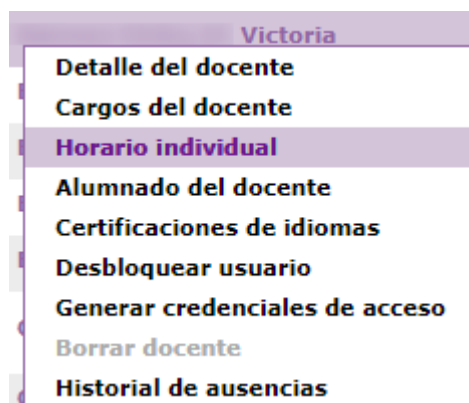 Victoria
Detalle del docente
Cargos del docente
Horario individual
Alumnado del docente
Certificaciones de idiomas
Desbloquear usuario
Generar credenciales de acceso
Borrar docente
Historial de ausencias